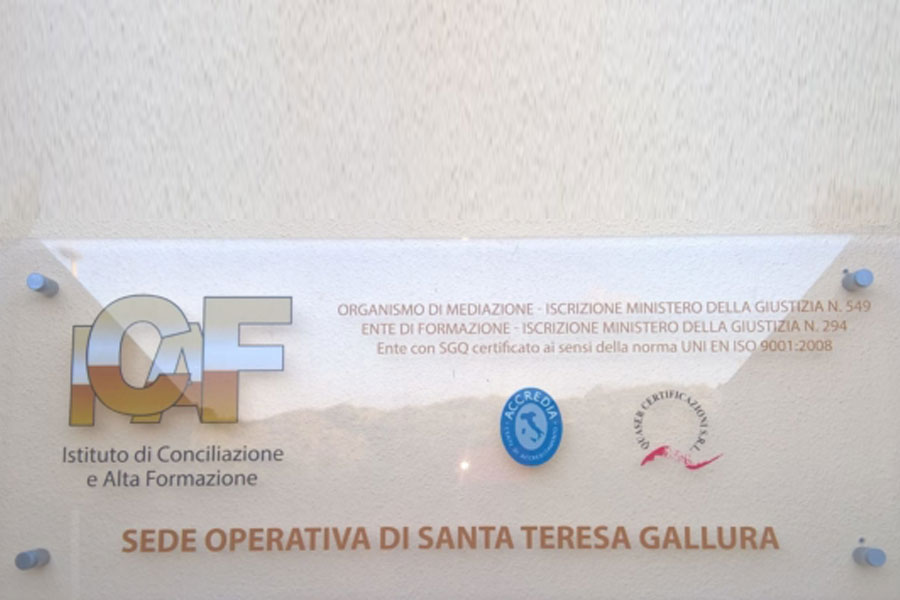 ICAF
Istituto di Conciliazione
e Alta Formazione
ORGANISMO DI MEDIAZIONE - ISCRIZIONE MINISTERO DELLA GIUSTIZIA N. 549
ENTE DI FORMAZIONE - ISCRIZIONE MINISTERO DELLA GIUSTIZIA N. 294
Ente con SGQ certificato ai sensi della norma UNI EN ISO 9001:2008
ACCREDIA
QUASER CERTIFICAZIONI S.R.L.
SEDE OPERATIVA DI SANTA TERESA GALLURA